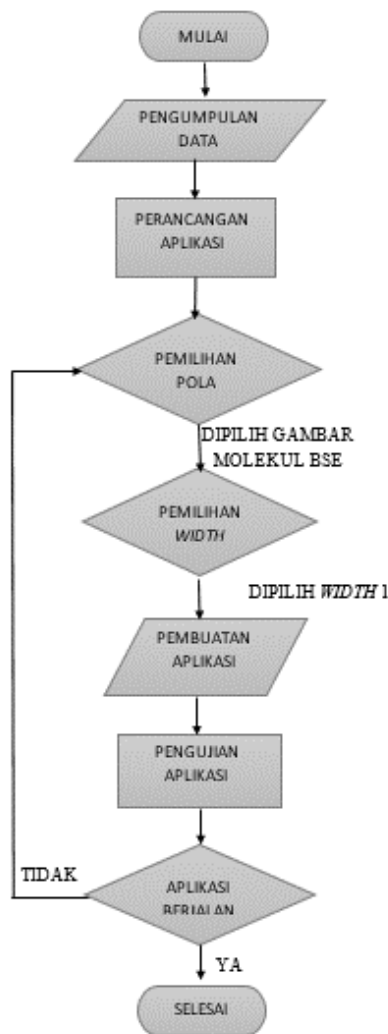 MULAI
PENGUMPULAN
DATA
PERANCANGAN
APLIKASI
PEMILIHAN
POLA
DIPILIH GAMBAR
MOLEKUL BSE
PEMILIHAN
WIDTH
DIPILIH WIDTH 1
PEMBUATAN
APLIKASI
PENGUJIAN
APLIKASI
TIDAK
APLIKASI
BERJALAN
YA
SELESAI